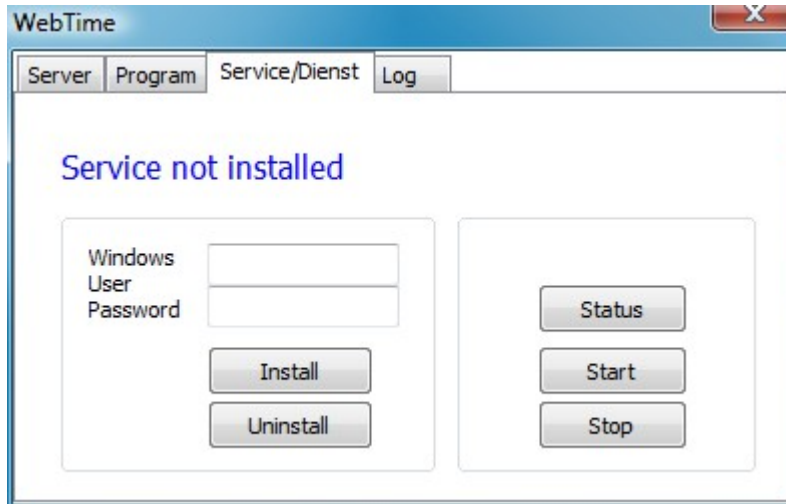 WebTime
Server Program Service/Dienst Log
Service not installed
Windows
User
Password
Install
Uninstall
Status
Start
Stop